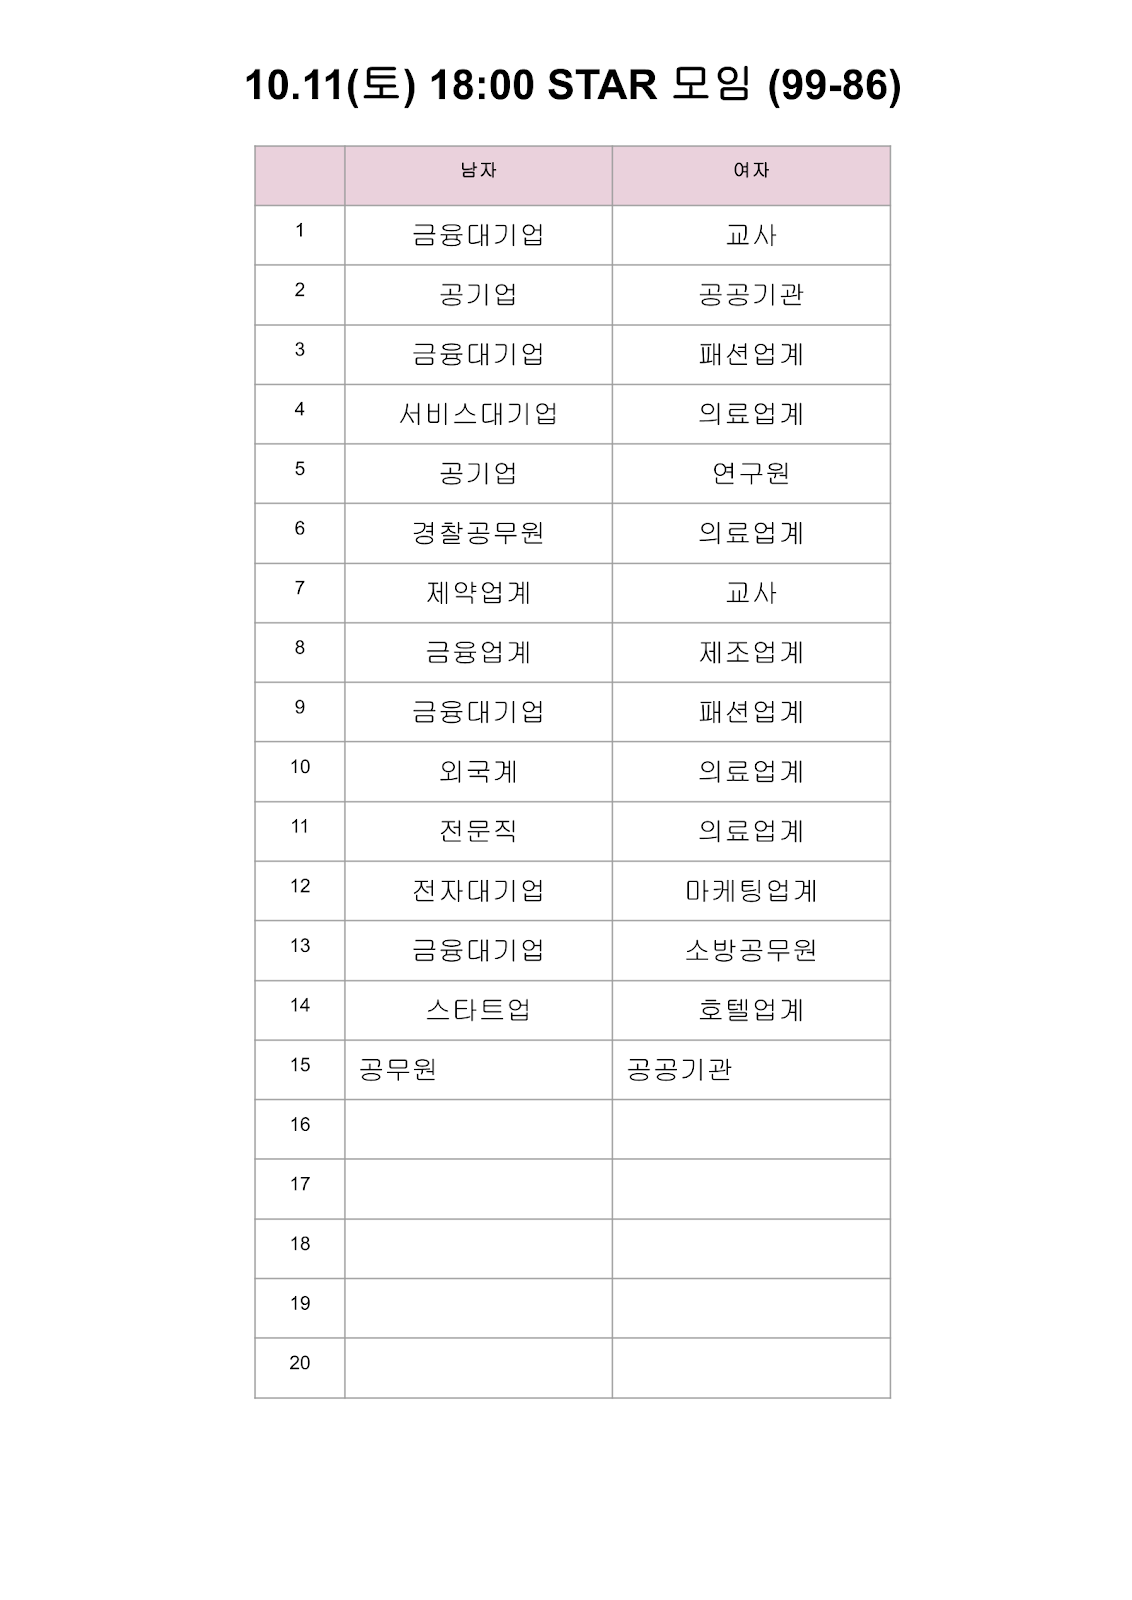 10.11(토) 18:00 STAR 모임 (99-86)
남자 여자
1 금융대기업 교사
2 공기업 공공기관
3 금융대기업 패션업계
4 서비스대기업 의료업계
5 공기업 연구원
6 경찰공무원 의료업계
7 제약업계 교사
8 금융업계 제조업계
9 금융대기업 패션업계
10 외국계 의료업계
11 전문직 의료업계
12 전자대기업 마케팅업계
13 금융대기업 소방공무원
14 스타트업 호텔업계
15 공무원 공공기관
16
17
18
19
20